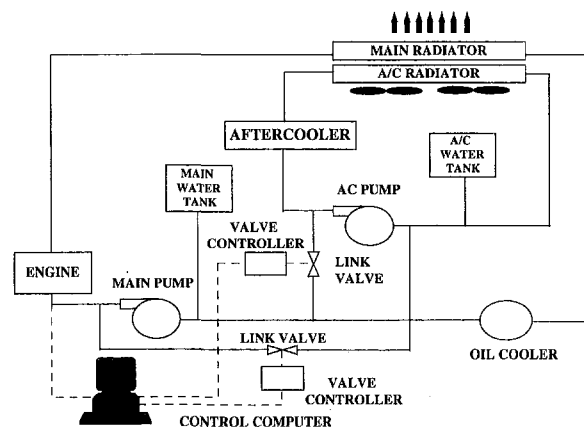 MAIN RADIATOR
A/C RADIATOR
AFTERCOOLER
A/C
WATER
TANK
MAIN
WATER
TANK
AC PUMP
VALVE
CONTROLLER
LINK
VALVE
ENGINE
MAIN PUMP
LINK VALVE
OIL COOLER
VALVE
CONTROLLER
CONTROL COMPUTER